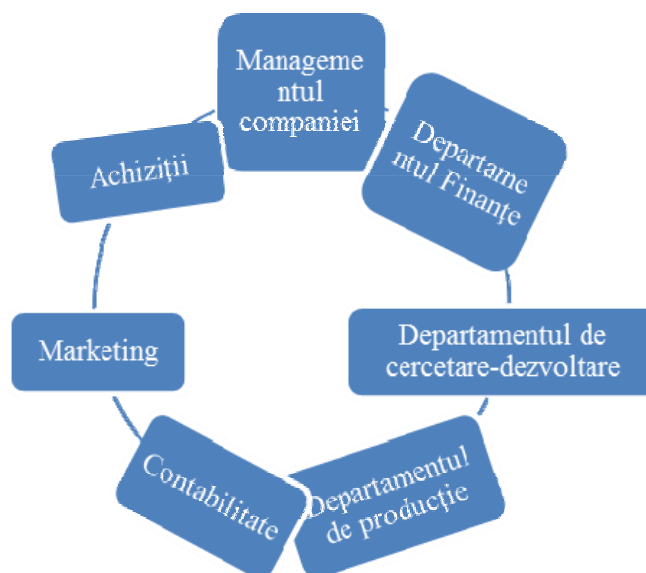 Manageme
ntul
companiei
Departame
ntul Finanțe
Departamentul de
cercetare-dezvoltare
Departamentul
de producție
Contabilitate
Marketing
Achiziții